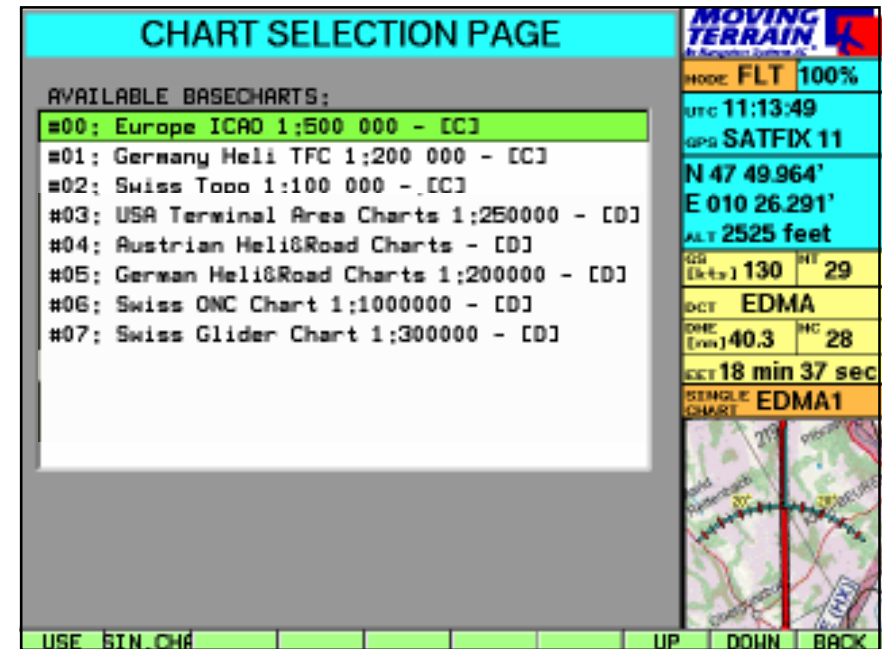 CHART SELECTION PAGE
AVAILABLE BASECHARTS:
#00: Europe ICAO 1:500 000 - [C]
#01: Germany Heli TFC 1:200 000 - [C]
#02: Swiss Topo 1:100 000 - [C]
#03: USA Terminal Area Charts 1:250000 - [D]
#04: Austrian Heli&Road Charts - [D]
#05: German Heli&Road Charts 1:200000 - [D]
#06: Swiss ONC Chart 1:1000000 - [D]
#07: Swiss Glider Chart 1:300000 - [D]
MOVING
TERRAIN
MODE FLT 100%
UTC 11:13:49
GPS SATFIX 11
N 47 49.964'
E 010 26.291'
ALT 2525 feet
GS [kts] 130 MT 29
DCT EDMA
DME [nm] 40.3 MC 28
EET 18 min 37 sec
SINGLE CHART EDMA1
20°
USE SIN.CHA UP DOWN BACK